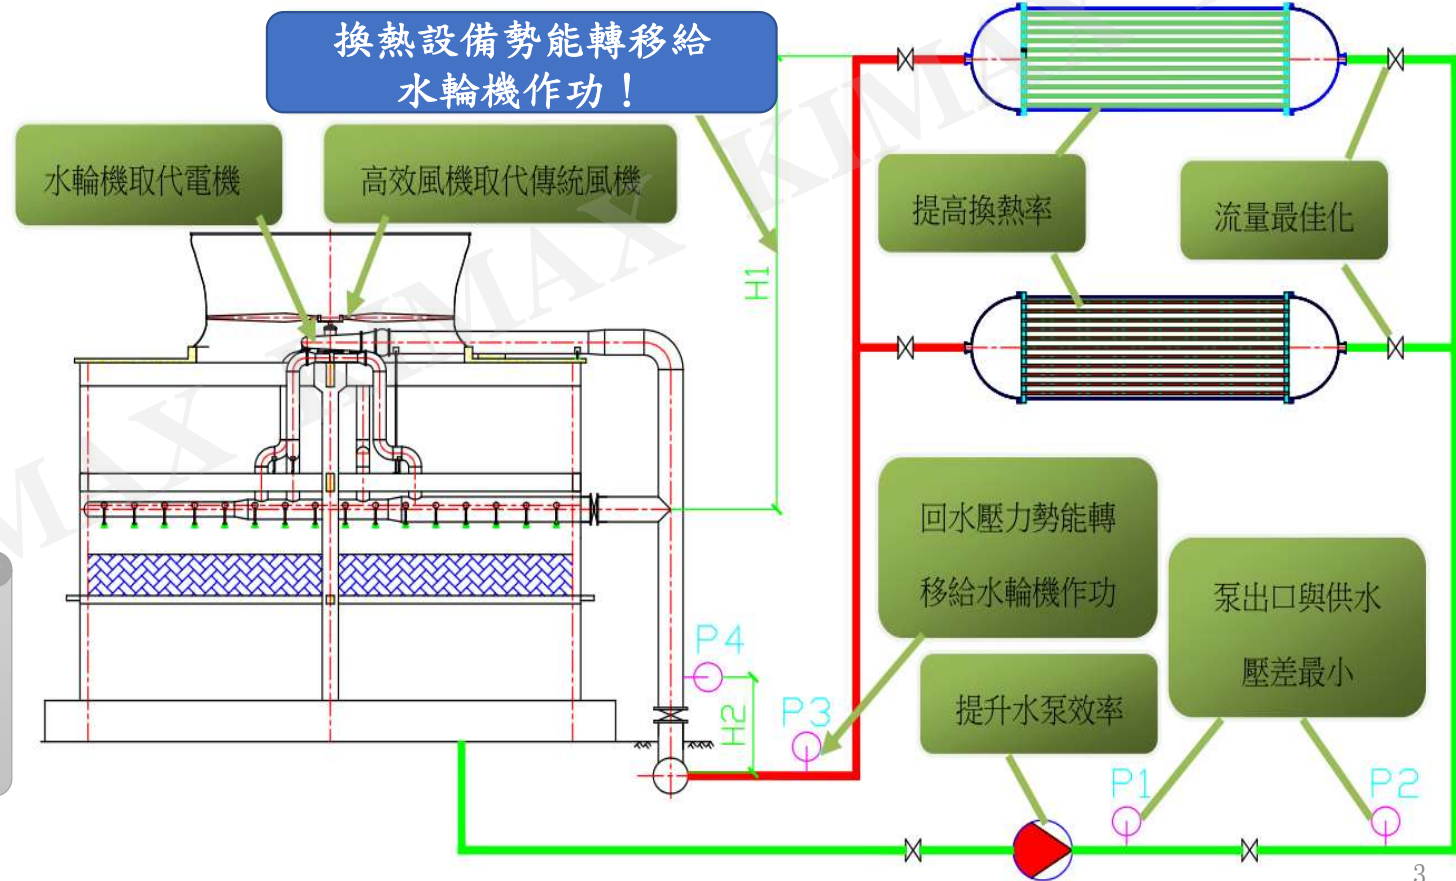 換熱設備勢能轉移給
水輪機作功！
水輪機取代電機
高效風機取代傳統風機
提高換熱率
流量最佳化
H1
回水壓力勢能轉
移給水輪機作功
泵出口與供水
壓差最小
提升水泵效率
P4
H2
P3
P1
P2
KIMAX
KIMAX
MAX
3